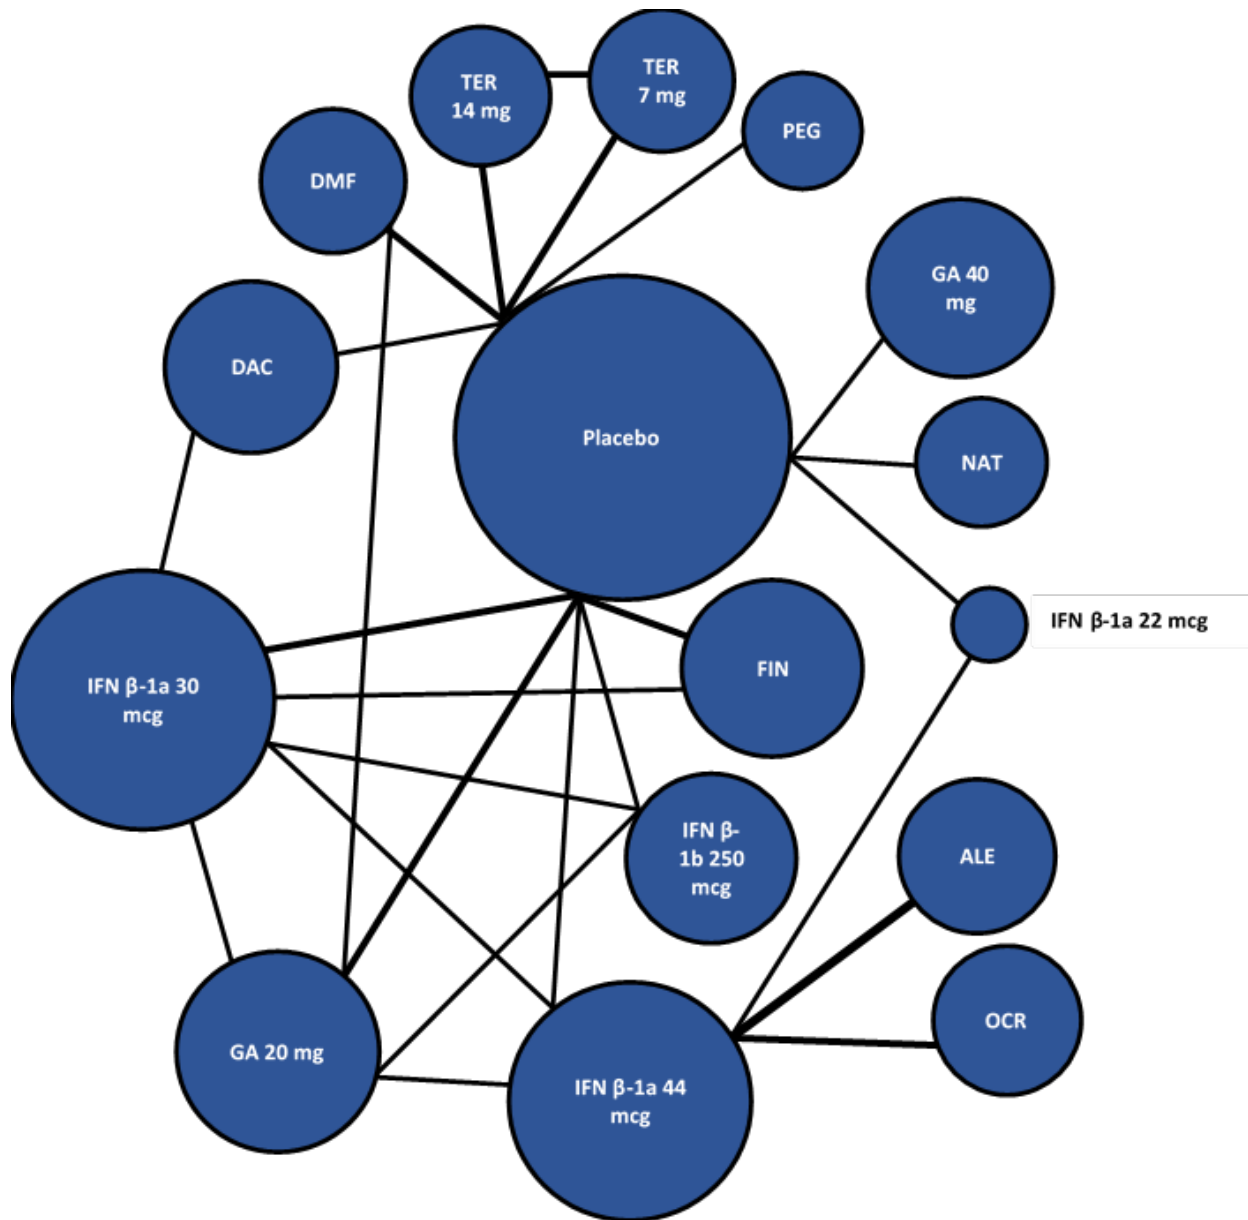 TER
14 mg
TER
7 mg
PEG
DMF
GA 40
mg
DAC
Placebo
NAT
IFN β-1a 22 mcg
IFN β-1a 30
mcg
FIN
IFN β-
1b 250
mcg
ALE
OCR
GA 20 mg
IFN β-1a 44
mcg